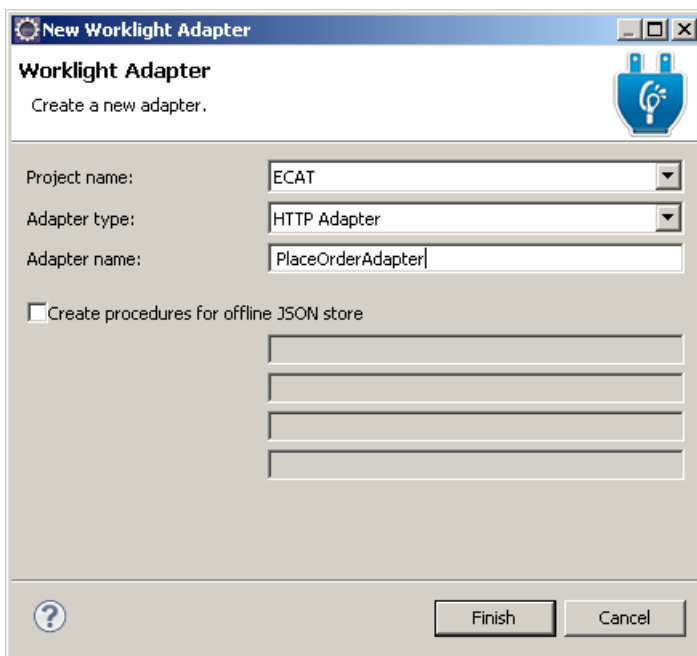 New Worklight Adapter
Worklight Adapter
Create a new adapter.
Project name: ECAT
Adapter type: HTTP Adapter
Adapter name: PlaceOrderAdapter
Create procedures for offline JSON store
? Finish Cancel